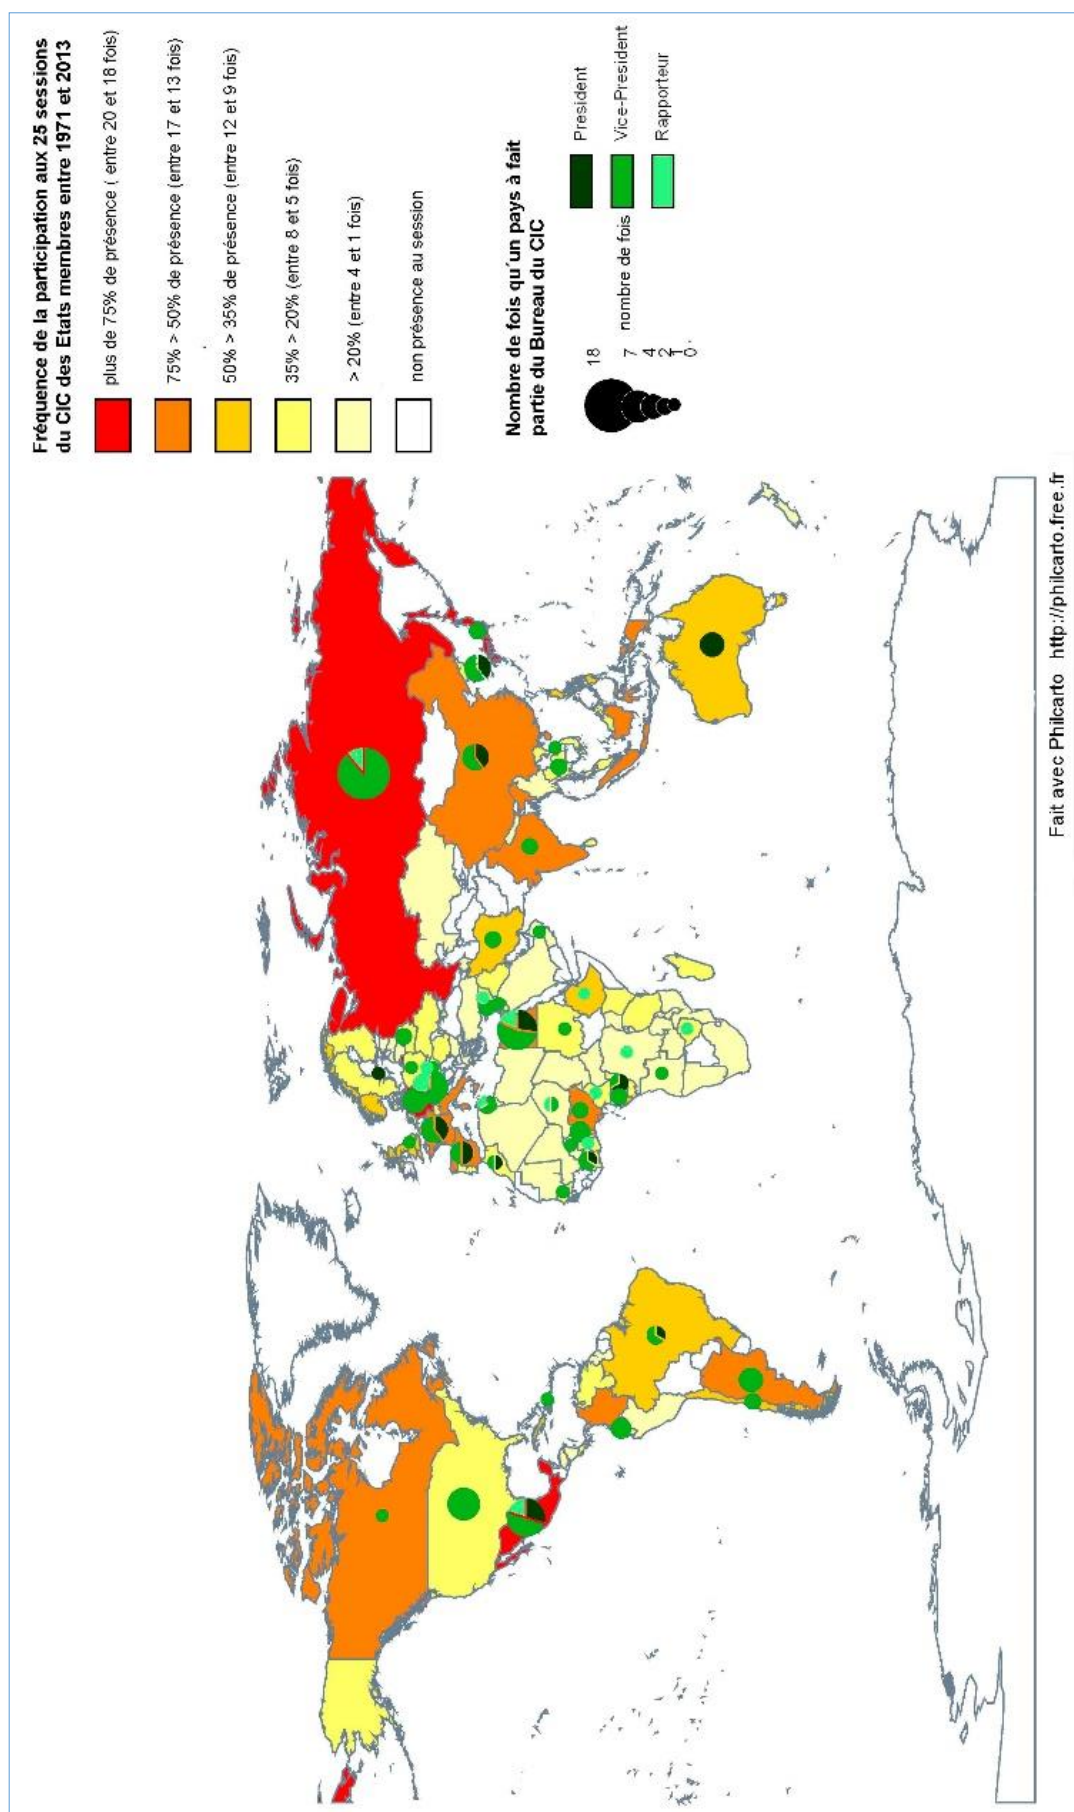 Fréquence de la participation aux 25 sessions
du CIC des Etats membres entre 1971 et 2013
plus de 75% de présence ( entre 20 et 18 fois)
75% > 50% de présence (entre 17 et 13 fois)
50% > 35% de présence (entre 12 et 9 fois)
35% > 20% (entre 8 et 5 fois)
> 20% (entre 4 et 1 fois)
non présence au session
Nombre de fois qu'un pays à fait
partie du Bureau du CIC
18
7
4
2
1
0
nombre de fois
President
Vice-President
Rapporteur
Fait avec Philcarto http://philcarto.free.fr